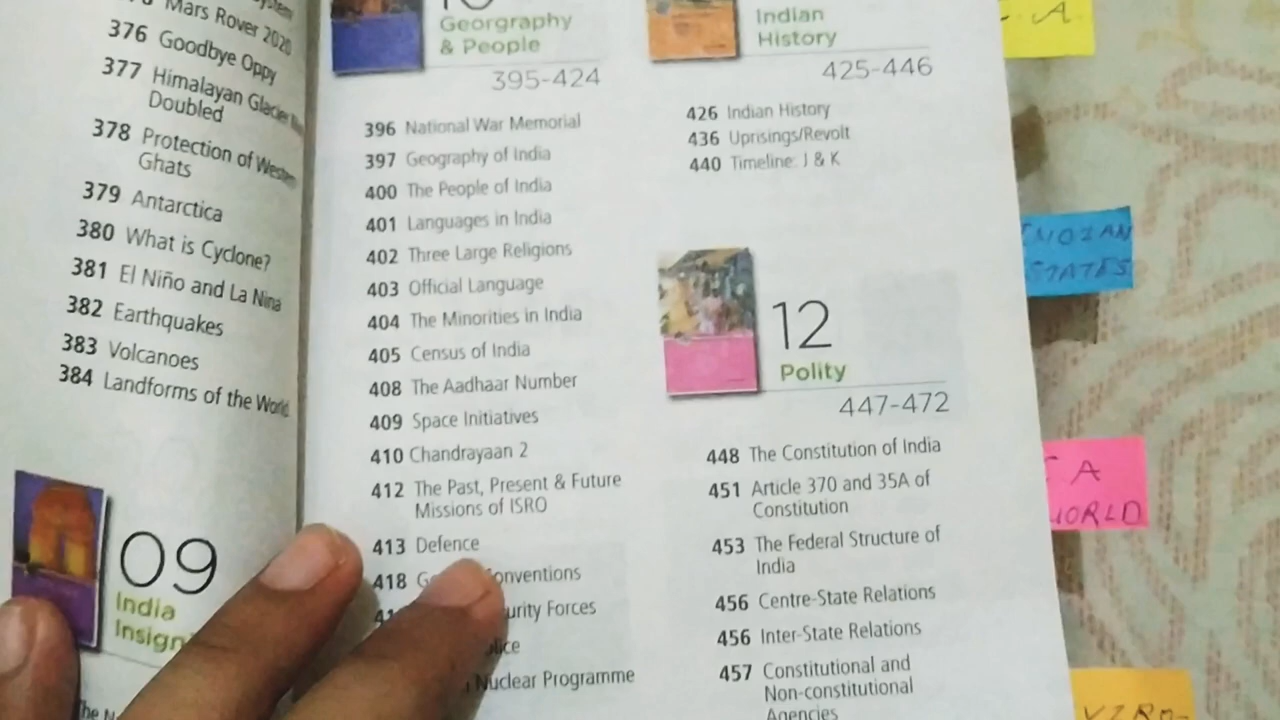 Mars Rover 2020
376 Goodbye Oppy
377 Himalayan Glacier
Doubled
378 Protection of Western
Ghats
379 Antarctica
380 What is Cyclone?
381 El Niño and La Nina
382 Earthquakes
383 Volcanoes
384 Landforms of the World
09
India
Georgraphy
& People
395-424
396 National War Memorial
397 Geography of India
400 The People of India
401 Languages in India
402 Three Large Religions
403 Official Language
404 The Minorities in India
405 Census of India
408 The Aadhaar Number
409 Space Initiatives
410 Chandrayaan 2
412 The Past, Present & Future
Missions of ISRO
413 Defence
418
Forces
Nuclear Programme
Indian
History
425-446
426 Indian History
436 Uprisings/Revolt
440 Timeline: J & K
12
Polity
447-472
448 The Constitution of India
451 Article 370 and 35A of
Constitution
453 The Federal Structure of
India
456 Centre-State Relations
456 Inter-State Relations
457 Constitutional and
Non-constitutional
Agencies
INDIAN
STATES
A
WORLD